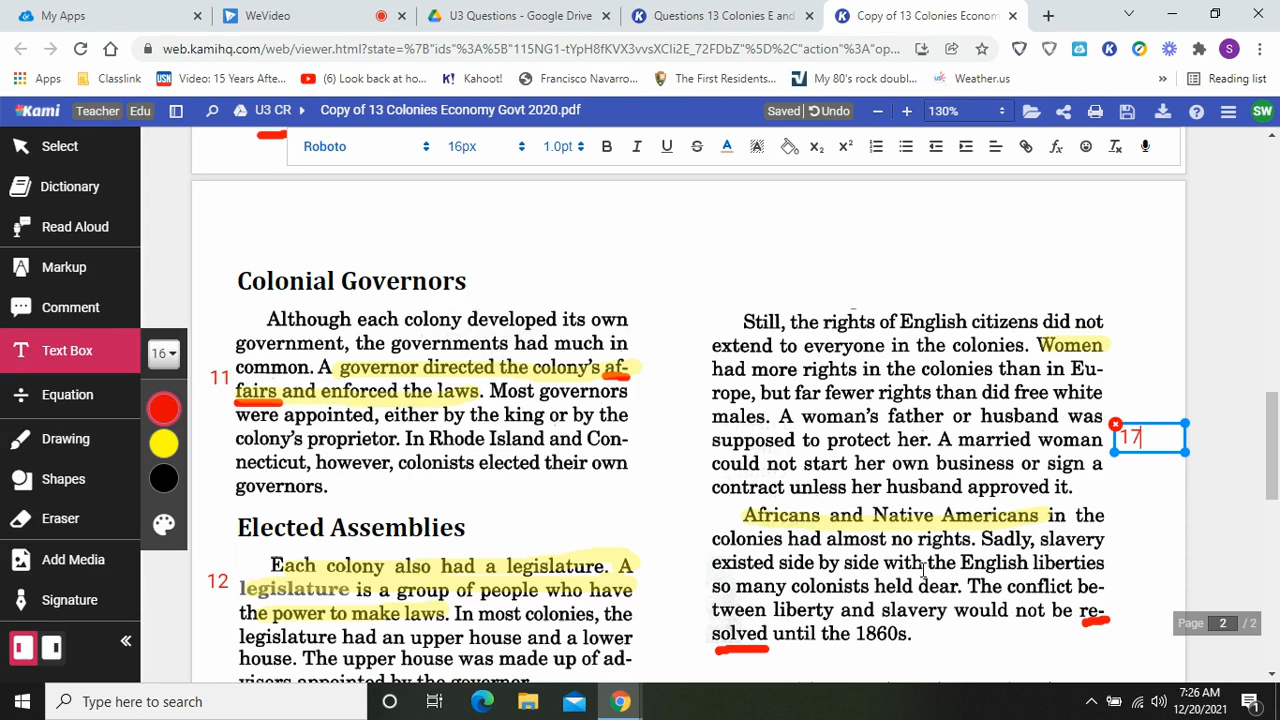 My Apps
WeVideo
U3 Questions - Google Drive
Questions 13 Colonies E and
Copy of 13 Colonies Econom
web.kamihq.com/web/viewer.html?state=%7B"ids"%3A%5B"115NG1-tYpH8fKVX3vvsXCli2E_72FDbZ"%5D%2C"action"%3A"op...
S
Apps
Classlink
Video: 15 Years Afte...
(6) Look back at ho...
Kahoot!
Francisco Navarro...
The First Residents...
My 80's rock doubl...
Weather.us
»
Reading list
Kami
Teacher
Edu
U3 CR
Copy of 13 Colonies Economy Govt 2020.pdf
Saved
Undo
130%
SW
Select
Dictionary
Read Aloud
Markup
Comment
Text Box
Equation
Drawing
Shapes
Eraser
Add Media
Signature
16
Roboto
16px
1.0pt
Colonial Governors
Although each colony developed its own
government, the governments had much in
common. A governor directed the colony's af-
11
fairs and enforced the laws. Most governors
were appointed, either by the king or by the
colony's proprietor. In Rhode Island and Con-
necticut, however, colonists elected their own
governors.
Elected Assemblies
Each colony also had a legislature. A
12
legislature is a group of people who have
the power to make laws. In most colonies, the
legislature had an upper house and a lower
house. The upper house was made up of ad-
visers appointed by the governor.
Still, the rights of English citizens did not
extend to everyone in the colonies. Women
had more rights in the colonies than in Eu-
rope, but far fewer rights than did free white
males. A woman's father or husband was
supposed to protect her. A married woman
17
could not start her own business or sign a
contract unless her husband approved it.
Africans and Native Americans in the
colonies had almost no rights. Sadly, slavery
existed side by side with the English liberties
so many colonists held dear. The conflict be-
tween liberty and slavery would not be re-
solved until the 1860s.
Page 2 / 2
Type here to search
7:26 AM
12/20/2021